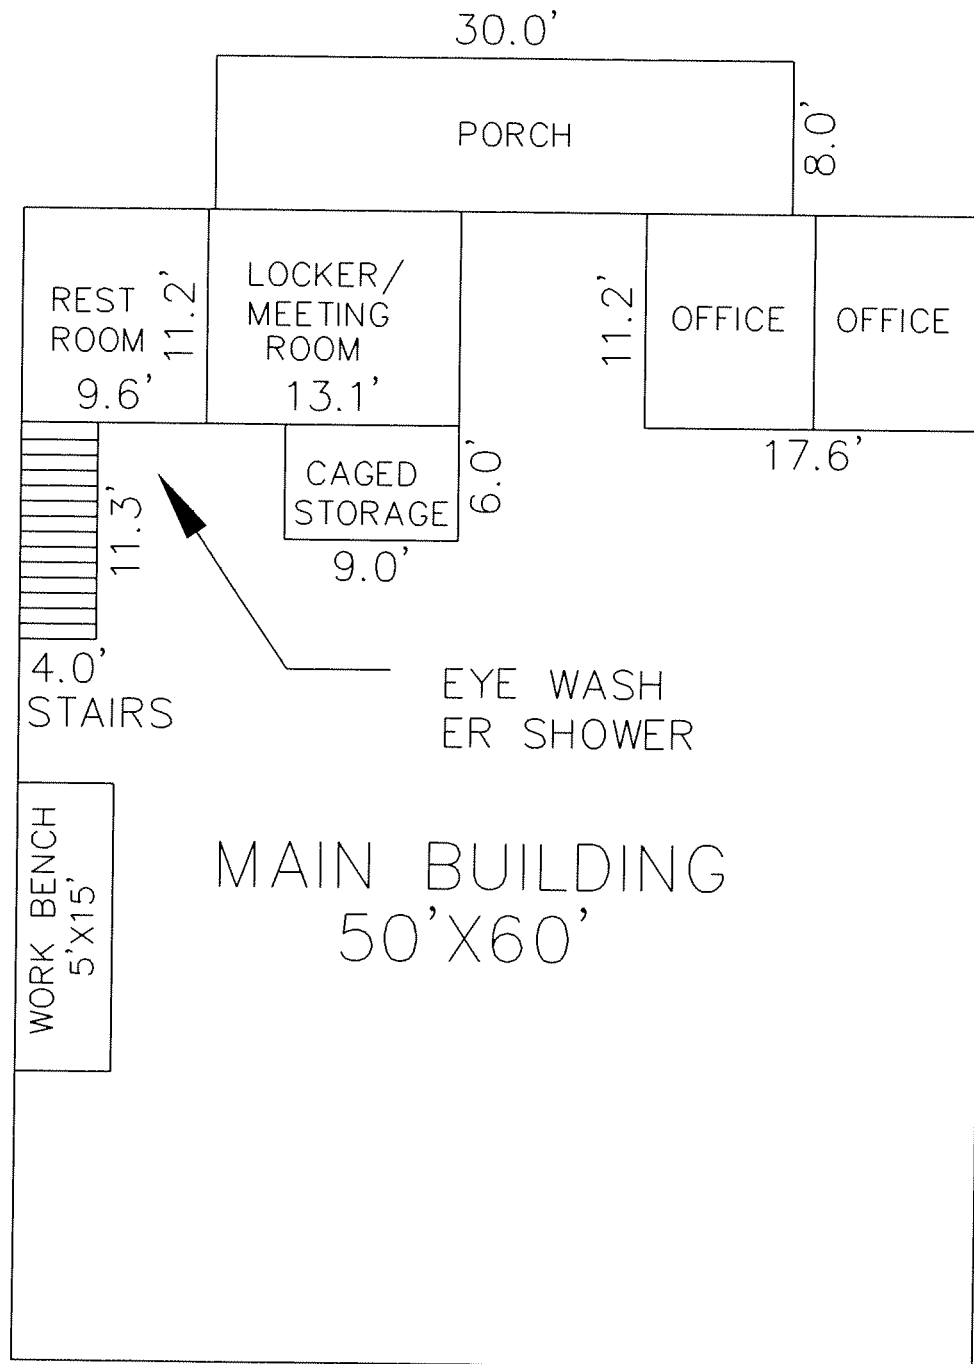 30.0'
PORCH
8.0'
REST
ROOM
9.6'
11.2'
LOCKER/
MEETING
ROOM
13.1'
11.2'
OFFICE
OFFICE
17.6'
CAGED
STORAGE
6.0'
9.0'
11.3'
4.0'
STAIRS
EYE WASH
ER SHOWER
WORK BENCH
5'X15'
MAIN BUILDING
50'X60'